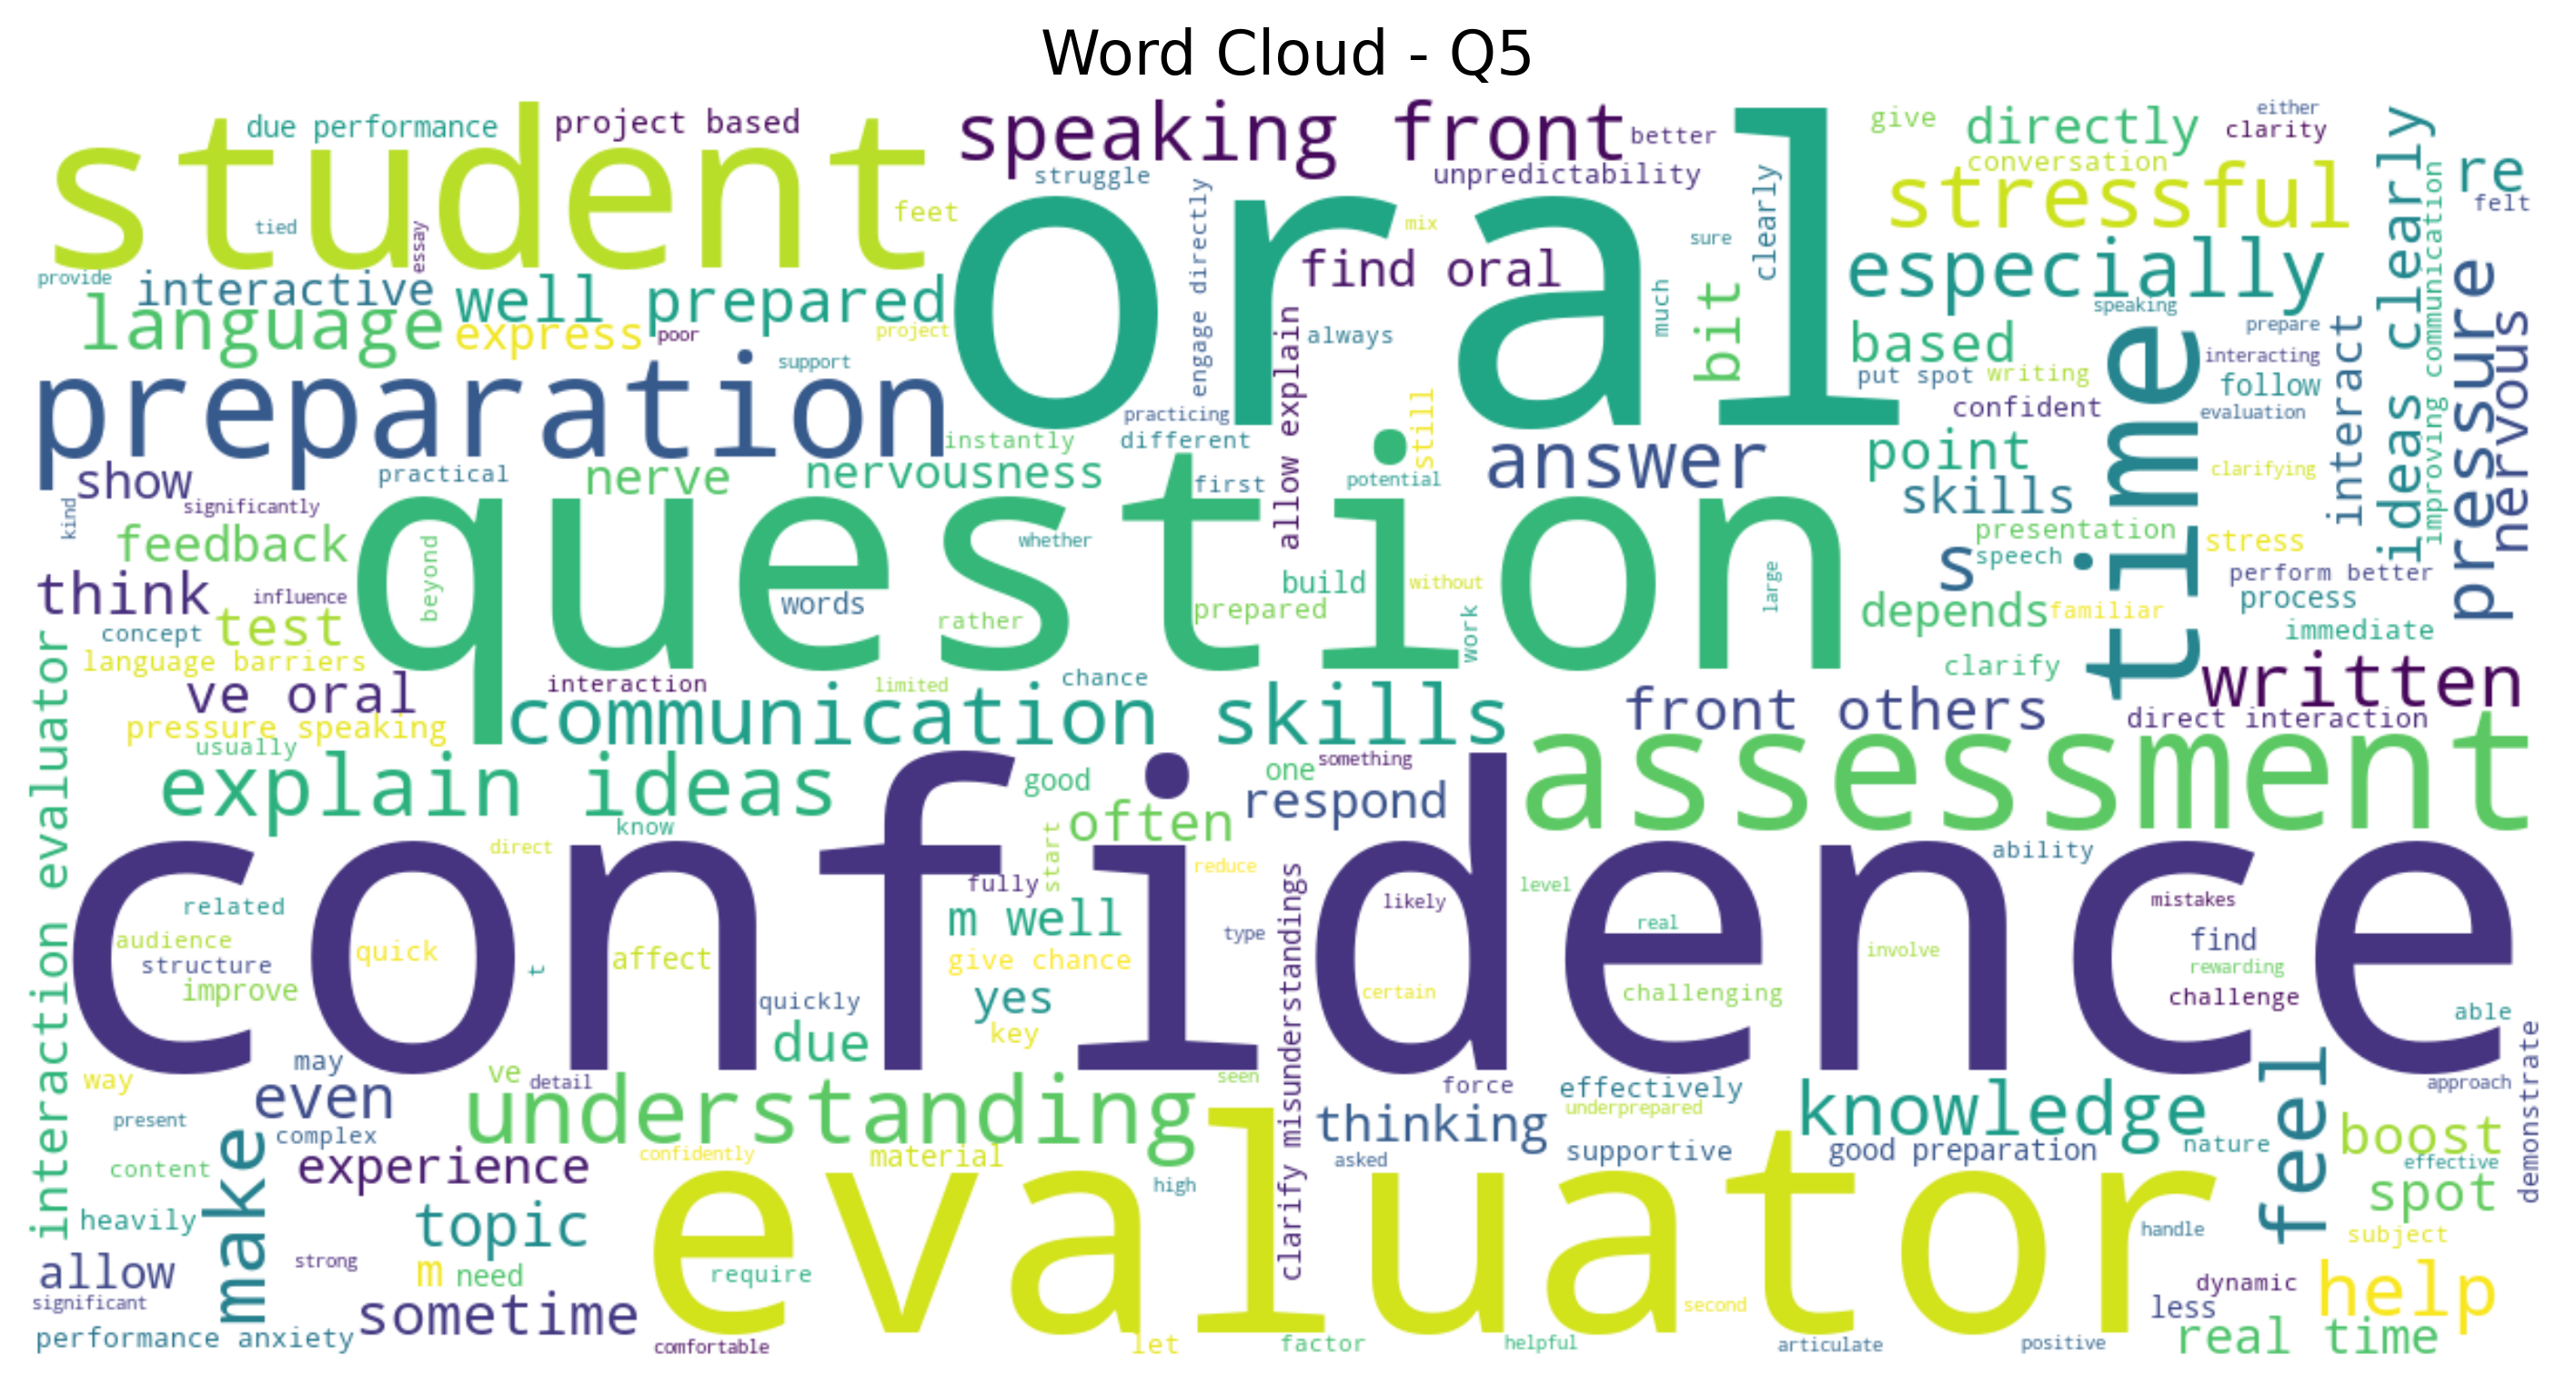 Word Cloud - Q5
student
due performance
project based
speaking front
better
oral
give
directly
either
clarity
conversation
stressful
ideas clearly
improving communication
re
felt
struggle
unpredictability
clearly
feet
tied
essay
engage directly
mix
sure
find oral
especially
provide
interactive
well prepared
language
express
poor
project
allow explain
always
much
bit
speaking
time
prepare
based
interact
pressure
nervous
preparation
support
put spot
writing
interacting
follow
confident
evaluation
practicing
still
instantly
different
answer
point
show
practical
nerve
nervousness
first
potential
clarifying
skills
kind
significantly
question
presentation
stress
feedback
beyond
whether
s
speech
perform better
think
influence
words
build
without
large
process
rather
prepared
work
depends
familiar
concept
test
immediate
language barriers
clarify
interaction evaluator
ve oral
interaction
limited
chance
written
pressure speaking
communication skills
front others
direct interaction
usually
explain ideas
good
one
something
respond
assessment
know
often
confidence
direct
start
reduce
ability
fully
clarify misunderstandings
level
likely
mistakes
related
m well
type
real
audience
quick
affect
give chance
involve
find
structure
t
rewarding
improve
quickly
yes
certain
challenging
challenge
key
able
due
demonstrate
may
way
ve
detail
seen
force
effectively
feel
approach
even
understanding
underprepared
knowledge
present
complex
thinking
boost
make
confidently
material
asked
supportive
good preparation
nature
effective
content
experience
evaluator
high
spot
heavily
topic
handle
subject
allow
strong
m
need
require
dynamic
help
significant
sometime
second
less
performance anxiety
comfortable
let
factor
helpful
articulate
positive
real time